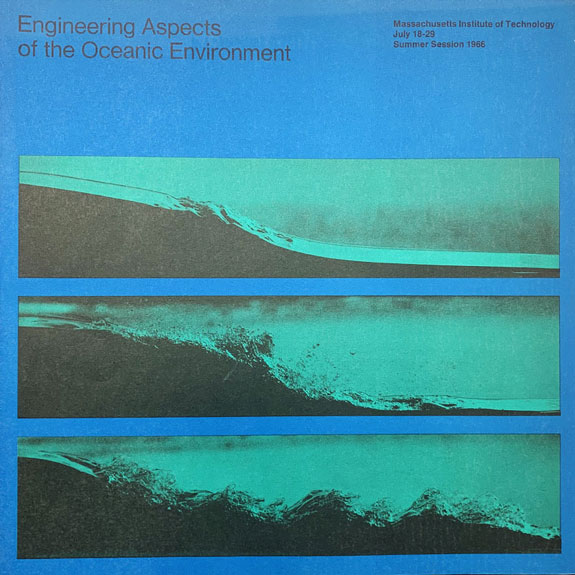 Engineering Aspects
of the Oceanic Environment
Massachusetts Institute of Technology
July 18-29
Summer Session 1966